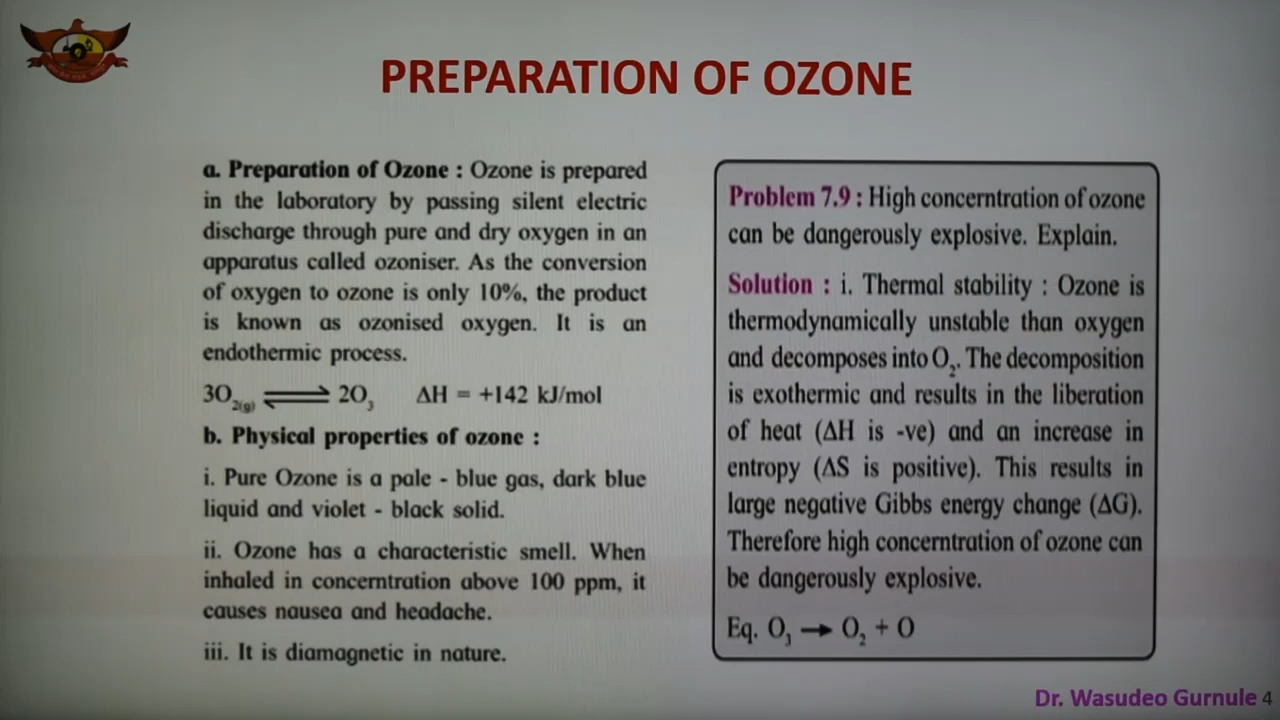 PREPARATION OF OZONE
a. Preparation of Ozone : Ozone is prepared
in the laboratory by passing silent electric
discharge through pure and dry oxygen in an
apparatus called ozoniser. As the conversion
of oxygen to ozone is only 10%, the product
is known as ozonised oxygen. It is an
endothermic process.
3O₂(g) ⇌ 2O₃ ΔH = +142 kJ/mol
b. Physical properties of ozone :
i. Pure Ozone is a pale - blue gas, dark blue
liquid and violet - black solid.
ii. Ozone has a characteristic smell. When
inhaled in concerntration above 100 ppm, it
causes nausea and headache.
iii. It is diamagnetic in nature.
Problem 7.9 : High concerntration of ozone
can be dangerously explosive. Explain.
Solution : i. Thermal stability : Ozone is
thermodynamically unstable than oxygen
and decomposes into O₂. The decomposition
is exothermic and results in the liberation
of heat (ΔH is -ve) and an increase in
entropy (ΔS is positive). This results in
large negative Gibbs energy change (ΔG).
Therefore high concerntration of ozone can
be dangerously explosive.
Eq. O₃ → O₂ + O
Dr. Wasudeo Gurnule 4